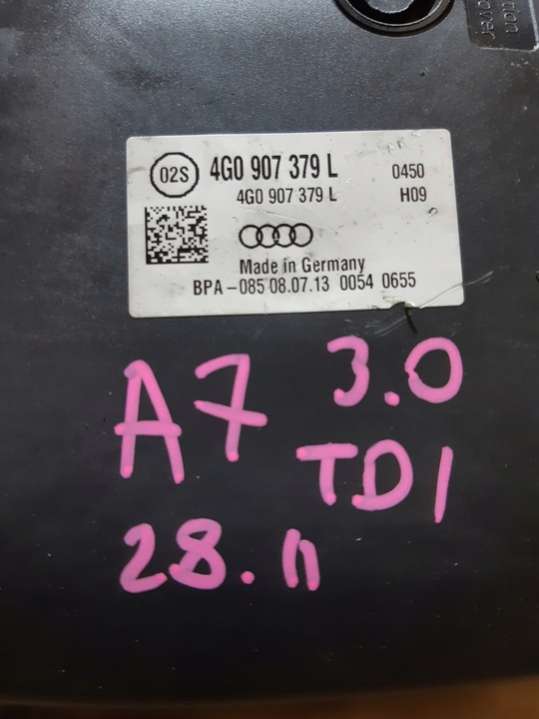 02S
4G0 907 379 L
0450
4G0 907 379 L
H09
Made in Germany
BPA-085 08.07.13 0054 0655
A7 3.0
TDI
28.11